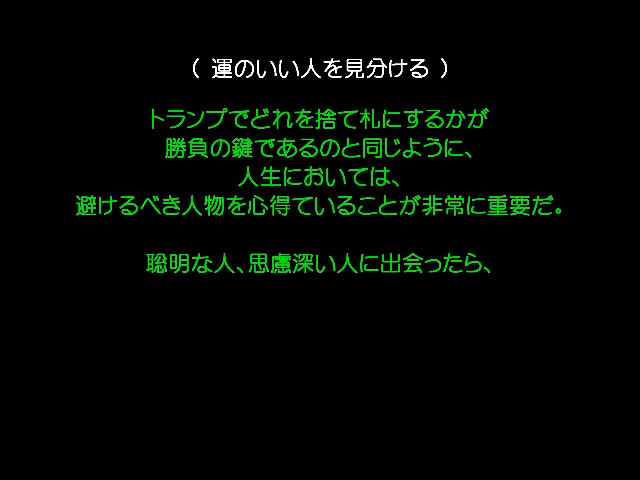 ( 運のいい人を見分ける )
トランプでどれを捨て札にするかが
勝負の鍵であるのと同じように、
人生においては、
避けるべき人物を心得ていることが非常に重要だ。
聡明な人、思慮深い人に出会ったら、